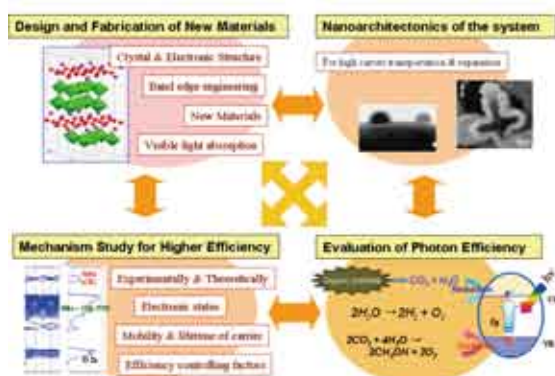 Design and Fabrication of New Materials
Crystal & Electronic Structure
Band edge engineering
New Materials
Visible light absorption
Nanoarchitectonics of the system
For high carrier transportation & separation
Mechanism Study for Higher Efficiency
Experimentally & Theoretically
Electronic status
Mobility & lifetime of carrier
Efficiency controlling factors
Evaluation of Photon Efficiency
CO₂ + H₂O
2H₂O →2H₂ + O₂
2CO₂ + 4H₂O →
2CH₃OH + 3O₂